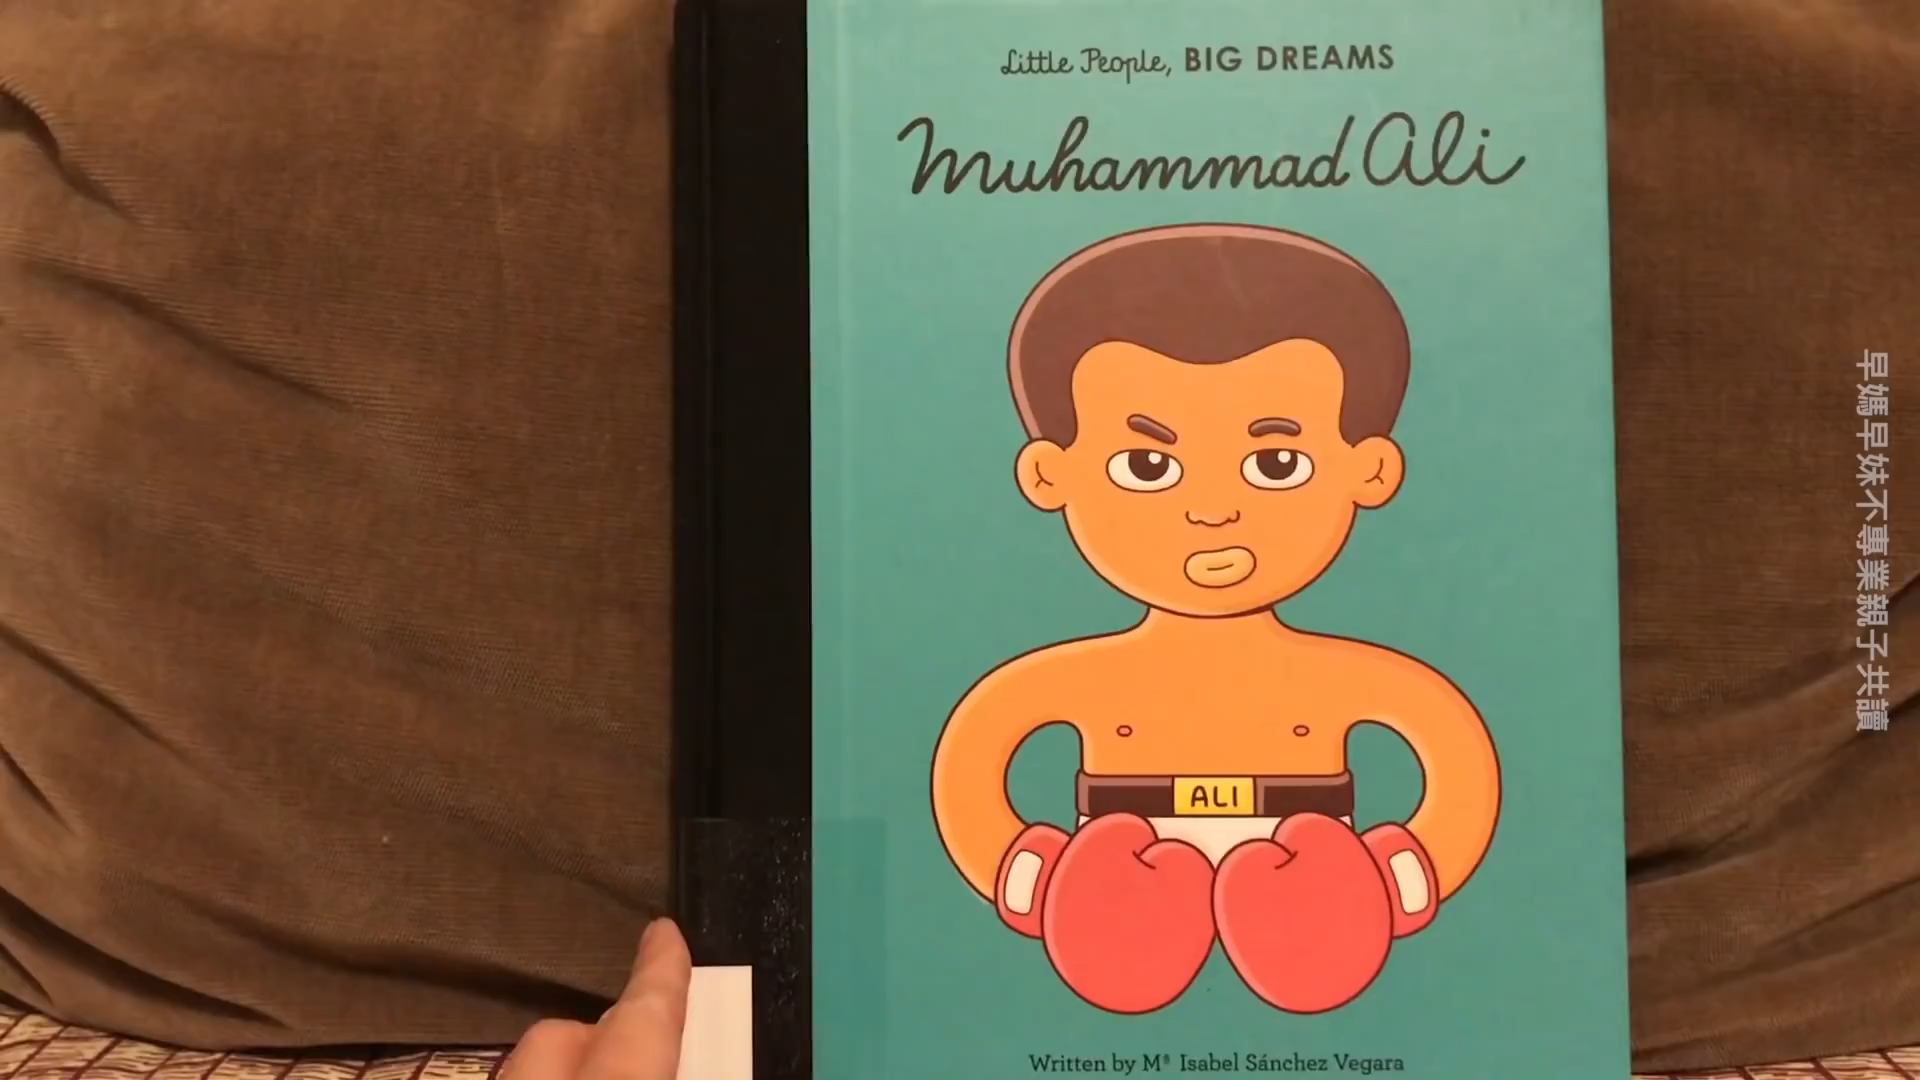 Little People, BIG DREAMS
Muhammad Ali
ALI
Written by Mª Isabel Sánchez Vegara
早媽早妹不專業親子共讀